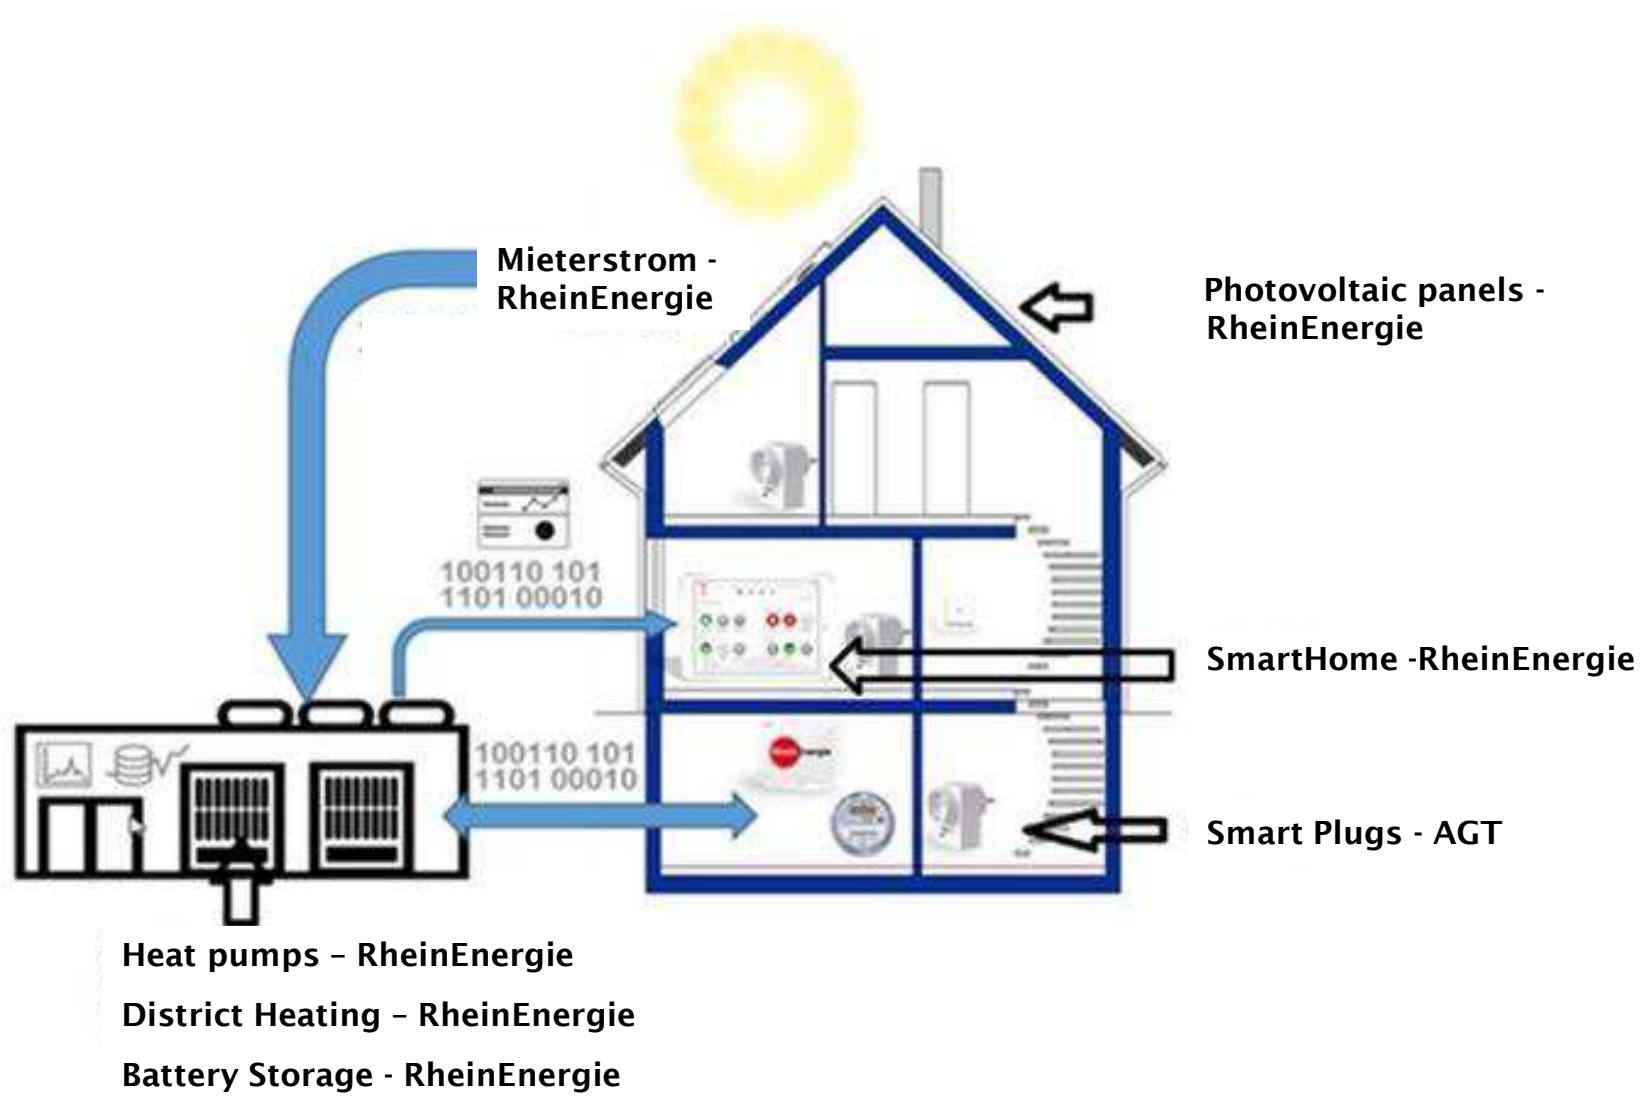 Mieterstrom -
RheinEnergie
Photovoltaic panels -
RheinEnergie
100110 101
1101 00010
SmartHome -RheinEnergie
100110 101
1101 00010
Smart Plugs - AGT
Heat pumps – RheinEnergie
District Heating – RheinEnergie
Battery Storage - RheinEnergie